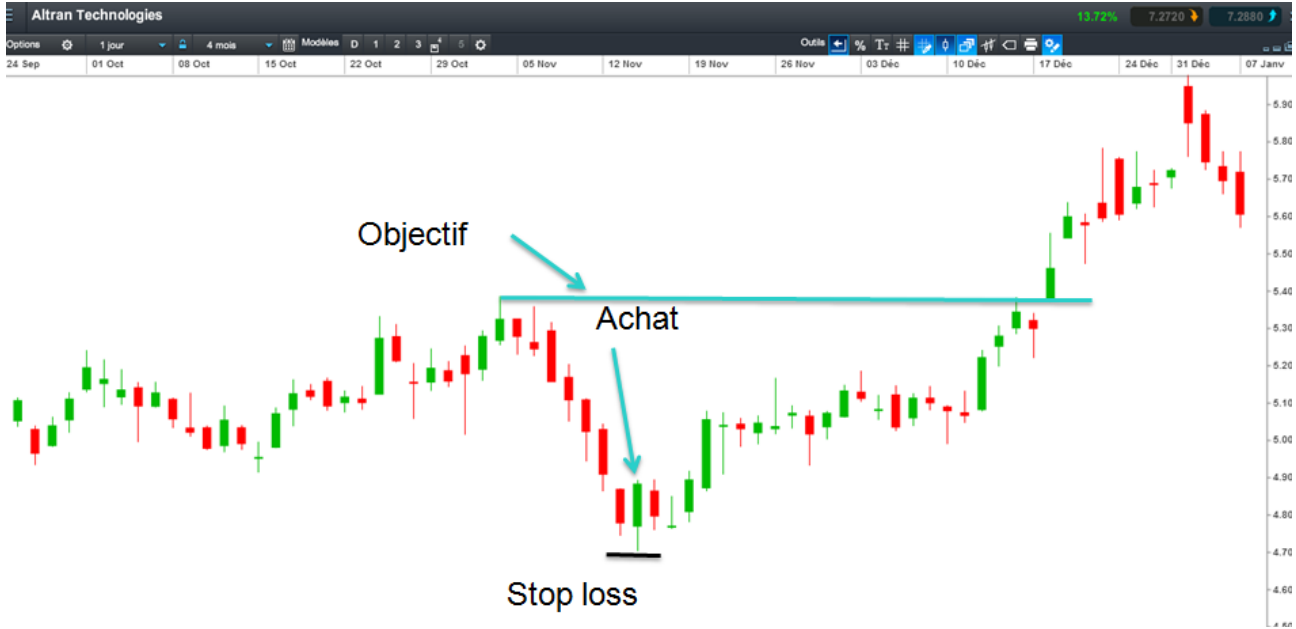 Altran Technologies
13.72% 7.2720 7.2880
Options 1 jour 4 mois Modèles D 1 2 3 5 Outils % TT
24 Sep 01 Oct 08 Oct 15 Oct 22 Oct 29 Oct 05 Nov 12 Nov 19 Nov 26 Nov 03 Déc 10 Déc 17 Déc 24 Déc 31 Déc 07 Janv
5.90
5.80
5.70
5.60
Objectif
5.50
5.40
Achat
5.30
5.20
5.10
5.00
4.90
4.80
4.70
Stop loss
4.60
4.50